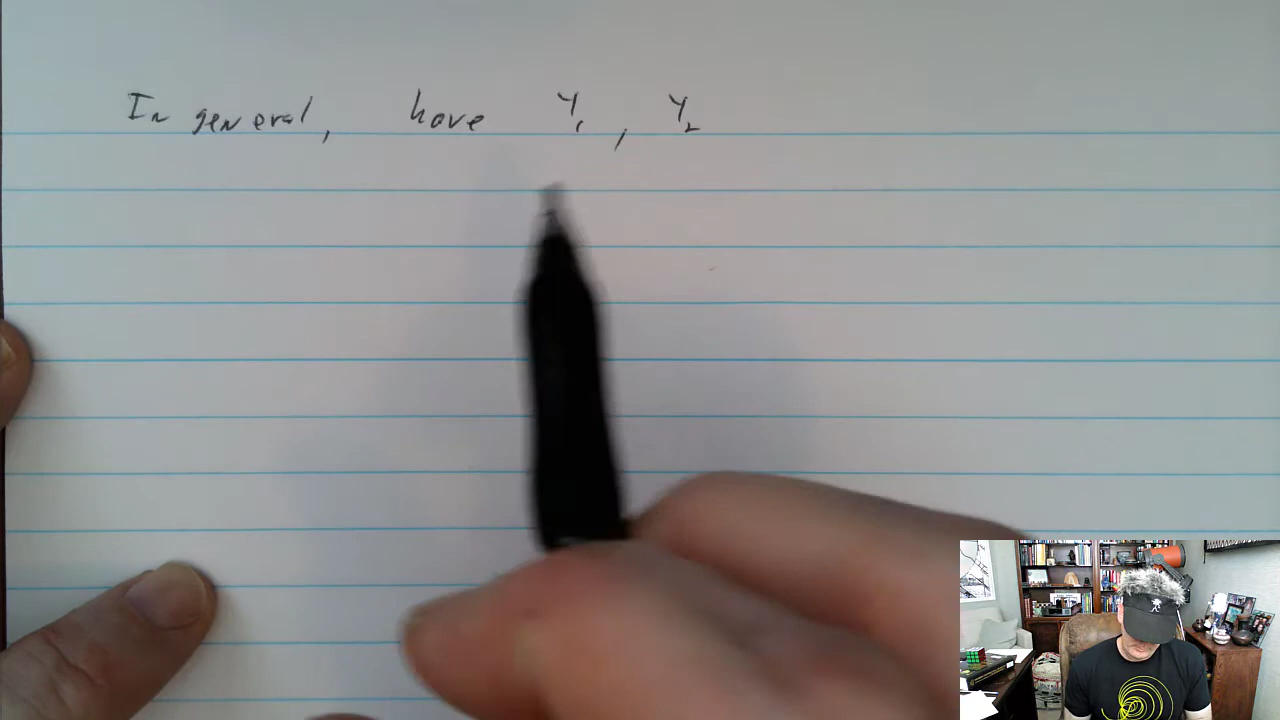 In general, have Y₁, Y₂